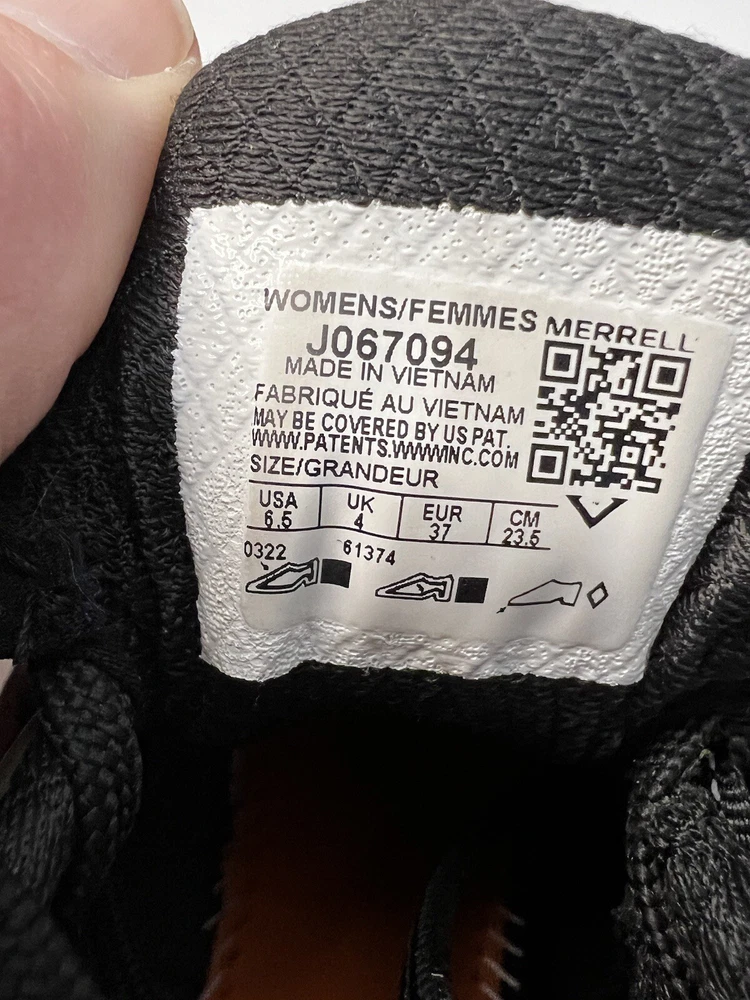 WOMENS/FEMMES MERRELL
J067094
MADE IN VIETNAM
FABRIQUÉ AU VIETNAM
MAY BE COVERED BY US PAT.
WWW.PATENTS.WWWINC.COM
SIZE/GRANDEUR
USA UK EUR CM
6.5 4 37 23.5
0322 61374